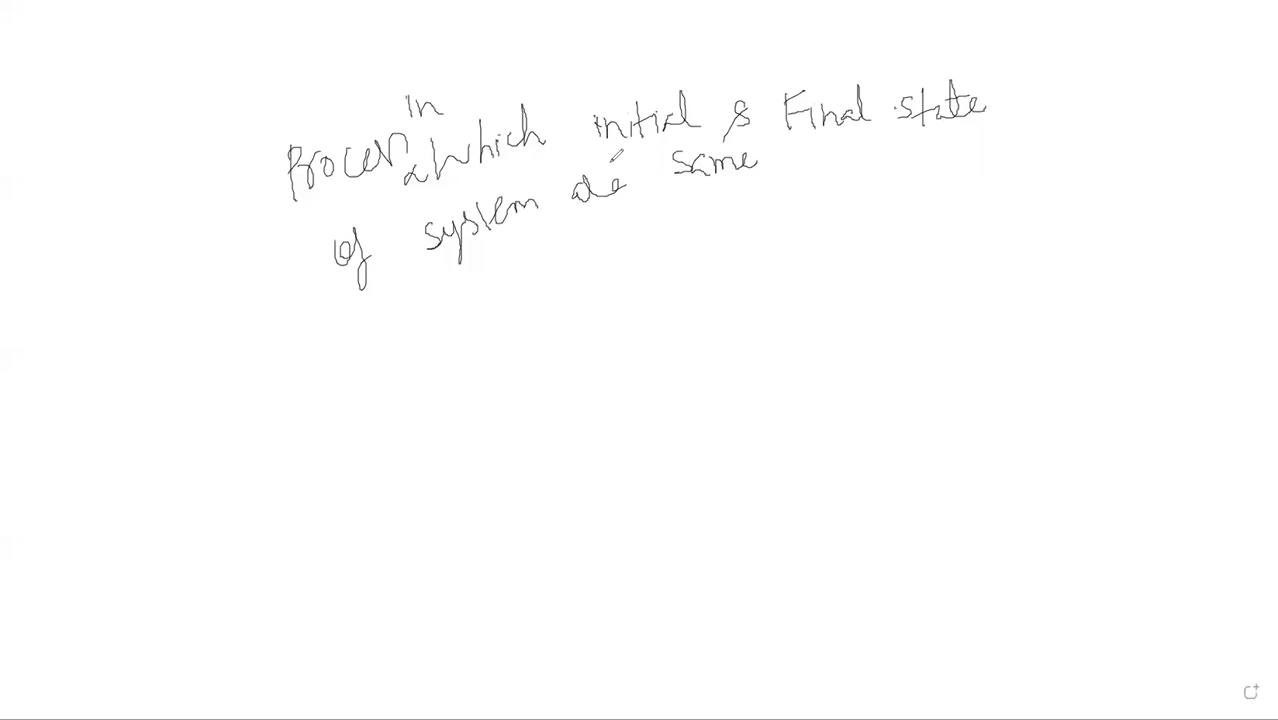 Process in which initial & Final state
of system are same